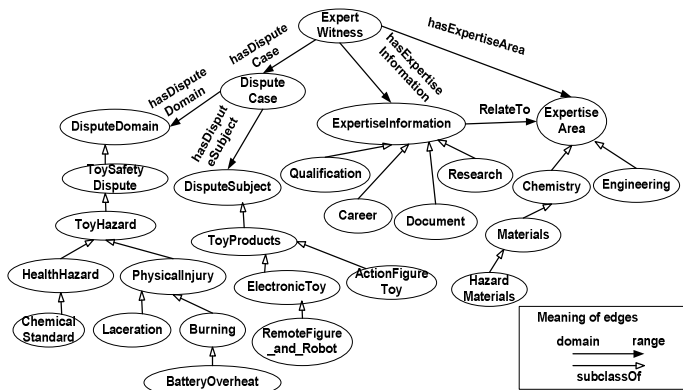 Expert
Witness
hasDispute
Case
hasExpertise
Information
hasExpertiseArea
hasDispute
Domain
Dispute
Case
hasDisput
eSubject
DisputeDomain
ExpertiseInformation
RelateTo
Expertise
Area
ToySafety
Dispute
DisputeSubject
Qualification
Research
Chemistry
Engineering
Career
Document
ToyHazard
ToyProducts
Materials
HealthHazard
PhysicalInjury
ElectronicToy
ActionFigure
Toy
Hazard
Materials
Chemical
Standard
Laceration
Burning
RemoteFigure
_and_Robot
BatteryOverheat
Meaning of edges
domain range
subclassOf